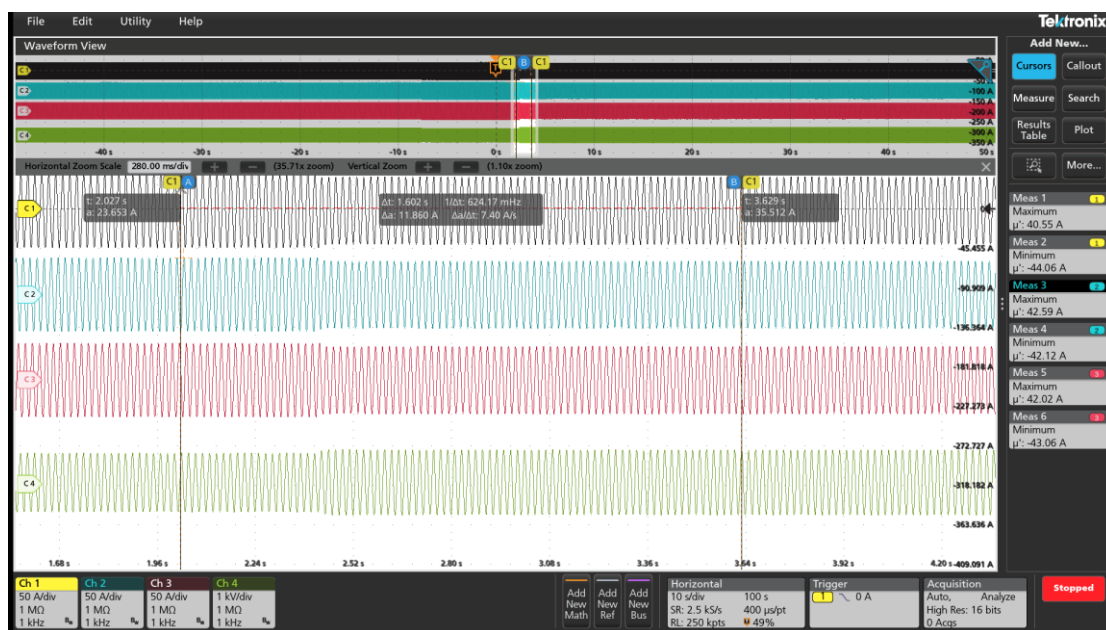 File Edit Utility Help
Tektronix
Waveform View
Add New...
C1 B C1
T
C1
C2
-100 A
-150 A
-200 A
-250 A
C4
-300 A
-350 A
-40 s -30 s -20 s -10 s 0 s 10 s 20 s 30 s 40 s 50 s
Horizontal Zoom Scale 280.00 ms/div + − (35.71x zoom) Vertical Zoom + − (1.10x zoom) X
C1 A
B C1
t: 2.027 s
a: 23.653 A
Δt: 1.602 s 1/Δt: 624.17 mHz
Δa: 11.860 A Δa/Δt: 7.40 A/s
t: 3.629 s
a: 35.512 A
C1
-45.455 A
C2
-90.909 A
-136.364 A
C3
-181.818 A
-227.273 A
-272.727 A
C4
-318.182 A
-363.636 A
1.68 s 1.96 s 2.24 s 2.52 s 2.80 s 3.08 s 3.36 s 3.64 s 3.92 s 4.20 s -409.091 A
Cursors Callout
Measure Search
Results Table Plot
More...
Meas 1 1
Maximum
µ': 40.55 A
Meas 2 1
Minimum
µ': -44.06 A
Meas 3 2
Maximum
µ': 42.59 A
Meas 4 2
Minimum
µ': -42.12 A
Meas 5 3
Maximum
µ': 42.02 A
Meas 6 3
Minimum
µ': -43.06 A
Ch 1
50 A/div
1 MΩ
1 kHz
Ch 2
50 A/div
1 MΩ
1 kHz
Ch 3
50 A/div
1 MΩ
1 kHz
Ch 4
1 kV/div
1 MΩ
1 kHz
Add New Math
Add New Ref
Add New Bus
Horizontal
10 s/div 100 s
SR: 2.5 kS/s 400 µs/pt
RL: 250 kpts 49%
Trigger
1 0 A
Acquisition
Auto, Analyze
High Res: 16 bits
0 Acqs
Stopped